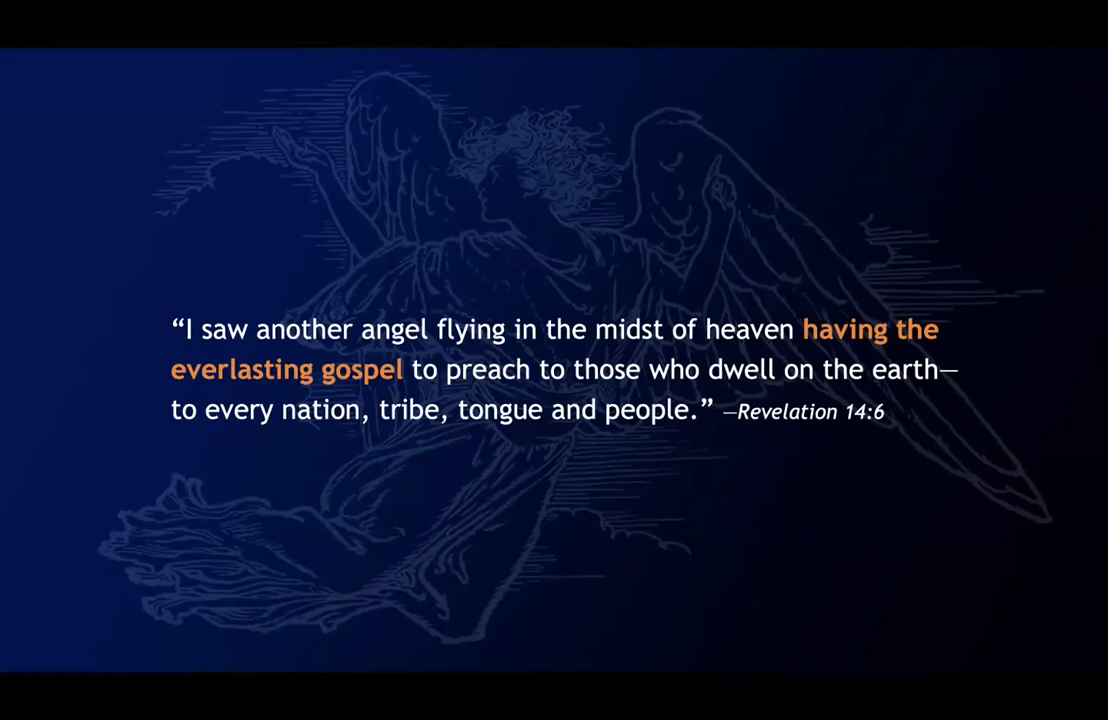 “I saw another angel flying in the midst of heaven having the
everlasting gospel to preach to those who dwell on the earth—
to every nation, tribe, tongue and people.” —Revelation 14:6